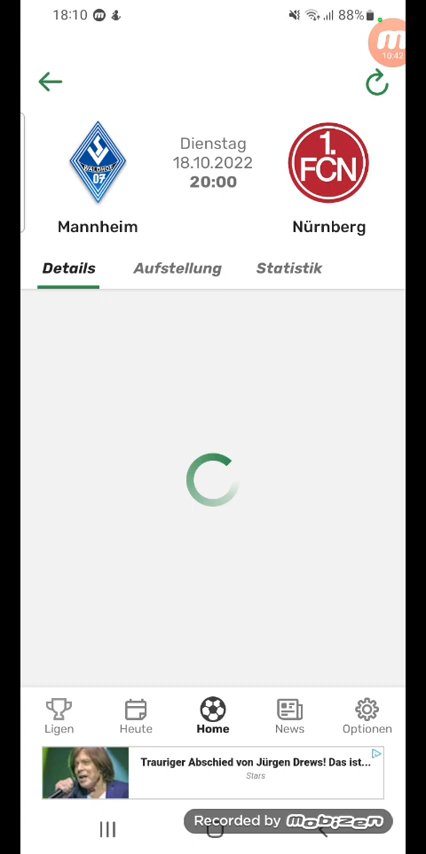 18:10 m 88%
m
10:42
Dienstag
18.10.2022
20:00
WALDHOF
07
1.
FCN
Mannheim
Nürnberg
Details Aufstellung Statistik
Ligen Heute Home News Optionen
Trauriger Abschied von Jürgen Drews! Das ist...
Stars
Recorded by mobizen